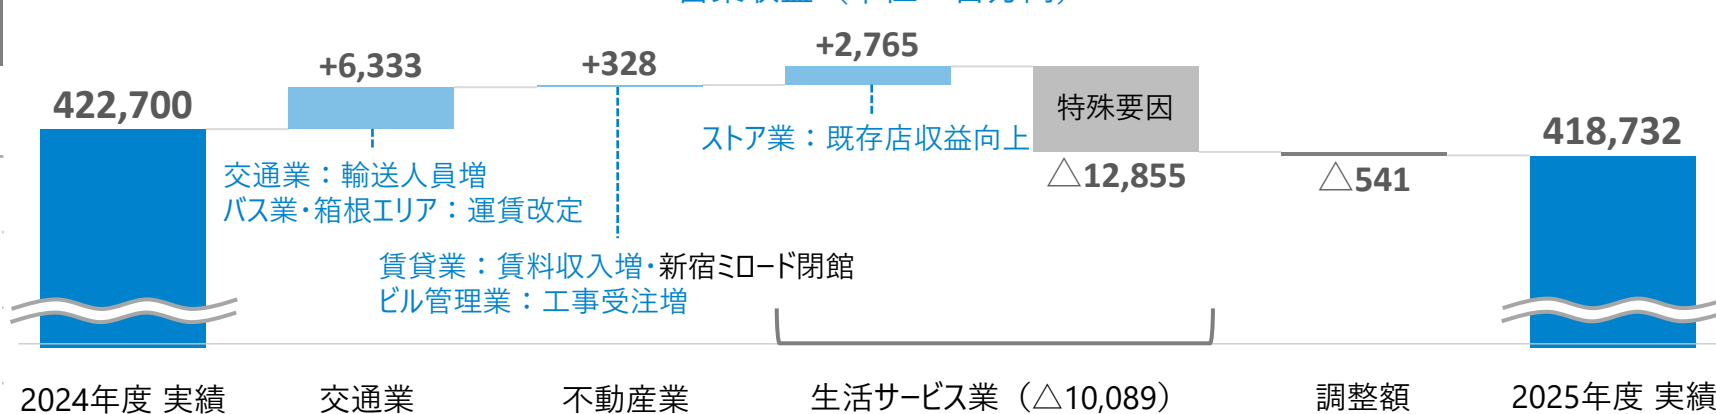 +6,333
+328
+2,765
422,700
特殊要因
418,732
ストア業：既存店収益向上
△12,855
△541
交通業：輸送人員増
バス業・箱根エリア：運賃改定
賃貸業：賃料収入増・新宿ミロード閉館
ビル管理業：工事受注増
2024年度 実績
交通業
不動産業
生活サービス業（△10,089）
調整額
2025年度 実績